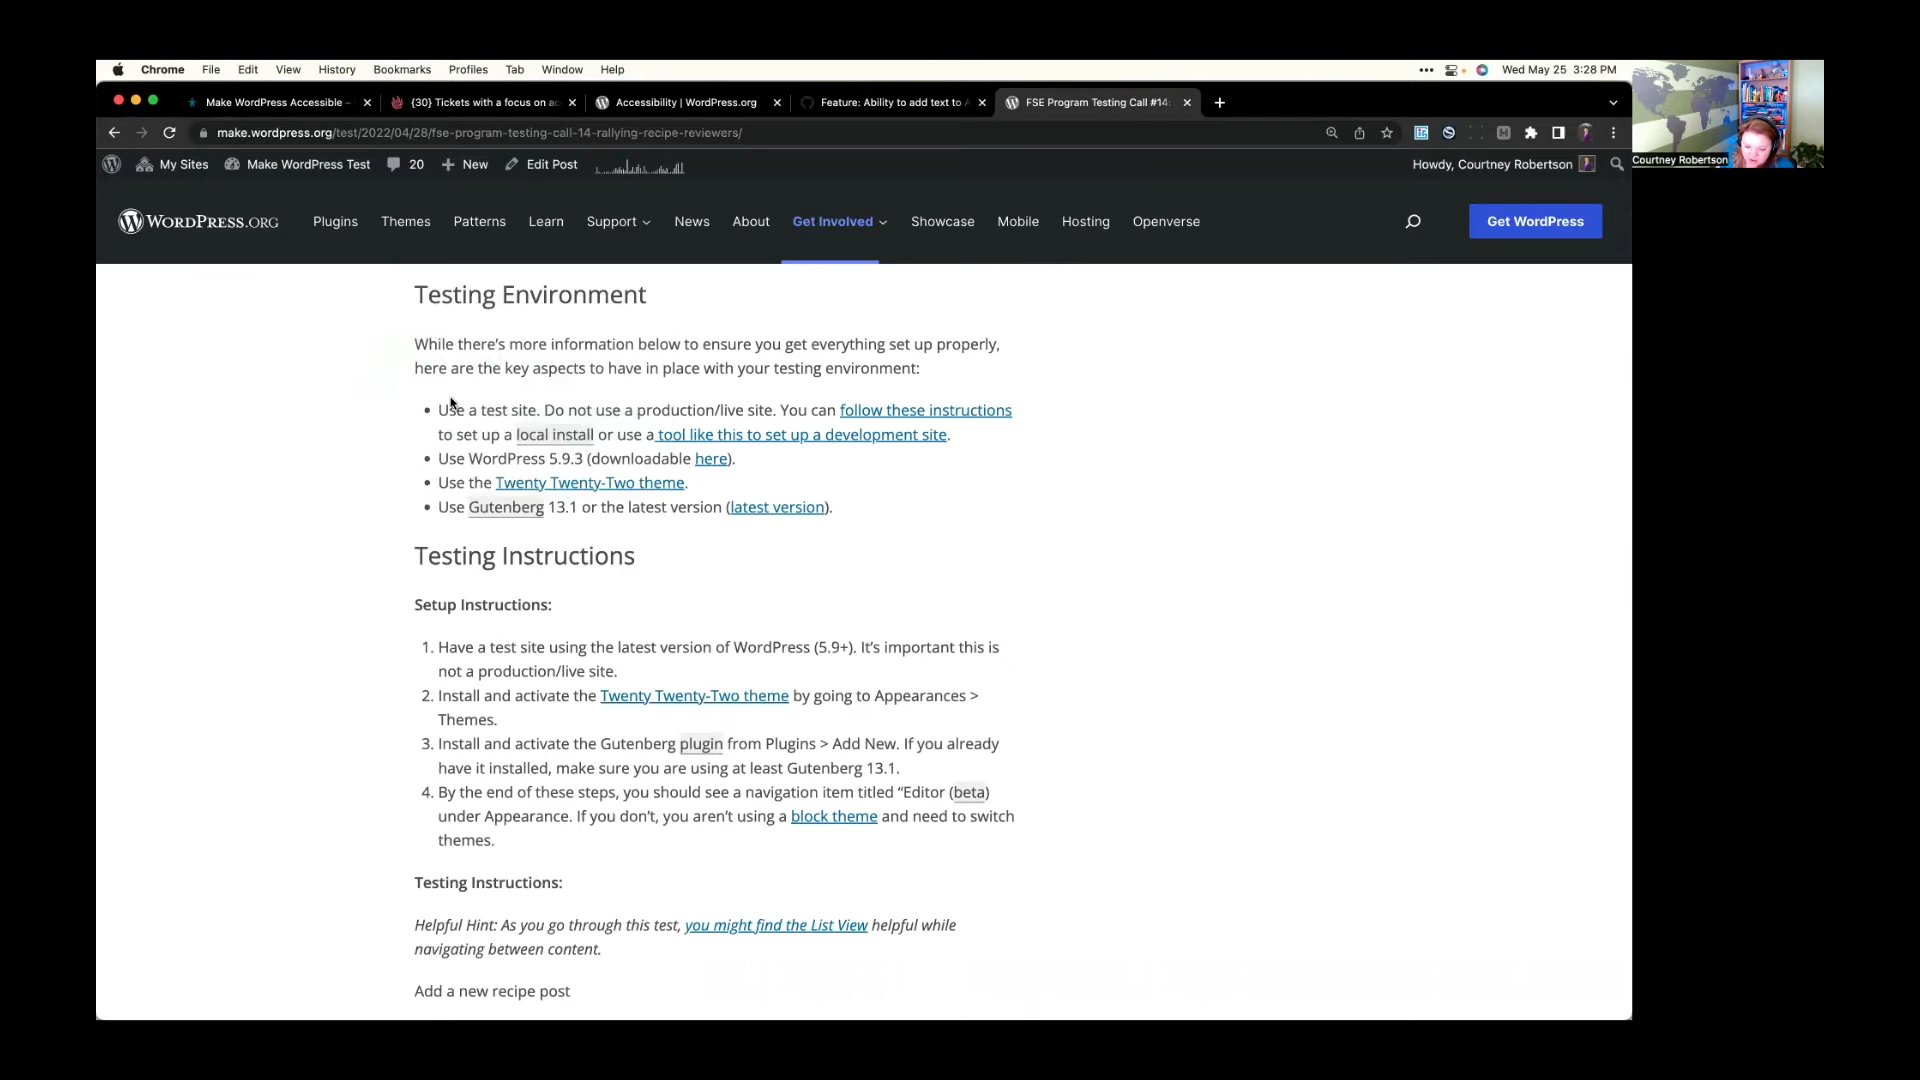 Chrome File Edit View History Bookmarks Profiles Tab Window Help
Wed May 25 3:28 PM
Make WordPress Accessible –
{30} Tickets with a focus on ac
Accessibility | WordPress.org
Feature: Ability to add text to A
FSE Program Testing Call #14:
make.wordpress.org/test/2022/04/28/fse-program-testing-call-14-rallying-recipe-reviewers/
Courtney Robertson
My Sites Make WordPress Test 20 New Edit Post
Howdy, Courtney Robertson
WORDPRESS.ORG
Plugins Themes Patterns Learn Support News About Get Involved Showcase Mobile Hosting Openverse
Get WordPress
Testing Environment
While there’s more information below to ensure you get everything set up properly,
here are the key aspects to have in place with your testing environment:
• Use a test site. Do not use a production/live site. You can follow these instructions
to set up a local install or use a tool like this to set up a development site.
• Use WordPress 5.9.3 (downloadable here).
• Use the Twenty Twenty-Two theme.
• Use Gutenberg 13.1 or the latest version (latest version).
Testing Instructions
Setup Instructions:
1. Have a test site using the latest version of WordPress (5.9+). It’s important this is
not a production/live site.
2. Install and activate the Twenty Twenty-Two theme by going to Appearances >
Themes.
3. Install and activate the Gutenberg plugin from Plugins > Add New. If you already
have it installed, make sure you are using at least Gutenberg 13.1.
4. By the end of these steps, you should see a navigation item titled “Editor (beta)
under Appearance. If you don’t, you aren’t using a block theme and need to switch
themes.
Testing Instructions:
Helpful Hint: As you go through this test, you might find the List View helpful while
navigating between content.
Add a new recipe post